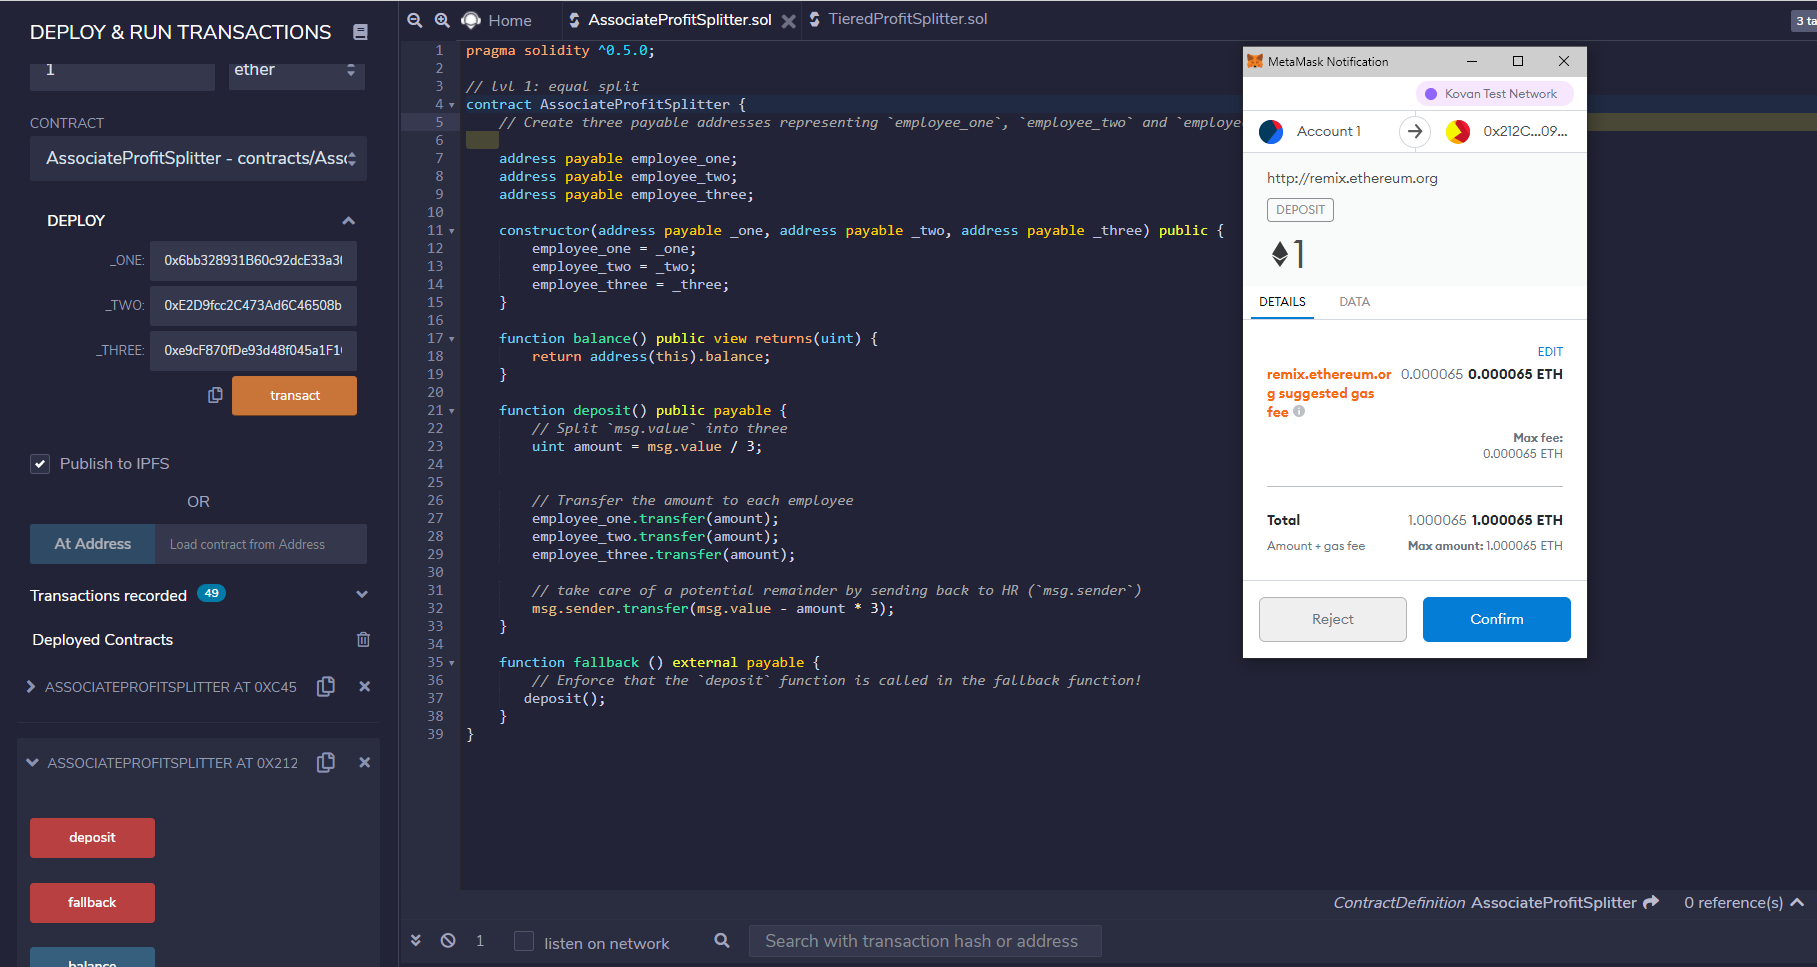 DEPLOY & RUN TRANSACTIONS
1 ether
CONTRACT
AssociateProfitSplitter - contracts/Asso
DEPLOY
_ONE: 0x6bb328931B60c92dcE33a3
_TWO: 0xE2D9fcc2C473Ad6C46508b
_THREE: 0xe9cF870fDe93d48f045a1F1
transact
Publish to IPFS
OR
At Address Load contract from Address
Transactions recorded 49
Deployed Contracts
ASSOCIATEPROFITSPLITTER AT 0XC45
ASSOCIATEPROFITSPLITTER AT 0X212
deposit
fallback
balance
Home AssociateProfitSplitter.sol TieredProfitSplitter.sol
3 ta
1 pragma solidity ^0.5.0;
2
3 // lvl 1: equal split
4 contract AssociateProfitSplitter {
5 // Create three payable addresses representing `employee_one`, `employee_two` and `employe
6
7 address payable employee_one;
8 address payable employee_two;
9 address payable employee_three;
10
11 constructor(address payable _one, address payable _two, address payable _three) public {
12 employee_one = _one;
13 employee_two = _two;
14 employee_three = _three;
15 }
16
17 function balance() public view returns(uint) {
18 return address(this).balance;
19 }
20
21 function deposit() public payable {
22 // Split `msg.value` into three
23 uint amount = msg.value / 3;
24
25
26 // Transfer the amount to each employee
27 employee_one.transfer(amount);
28 employee_two.transfer(amount);
29 employee_three.transfer(amount);
30
31 // take care of a potential remainder by sending back to HR (`msg.sender`)
32 msg.sender.transfer(msg.value - amount * 3);
33 }
34
35 function fallback () external payable {
36 // Enforce that the `deposit` function is called in the fallback function!
37 deposit();
38 }
39 }
ContractDefinition AssociateProfitSplitter 0 reference(s)
1 listen on network Search with transaction hash or address
MetaMask Notification
Kovan Test Network
Account 1 0x212C...09...
http://remix.ethereum.org
DEPOSIT
1
DETAILS DATA
EDIT
remix.ethereum.or 0.000065 0.000065 ETH
g suggested gas
fee
Max fee:
0.000065 ETH
Total 1.000065 1.000065 ETH
Amount + gas fee Max amount: 1.000065 ETH
Reject Confirm